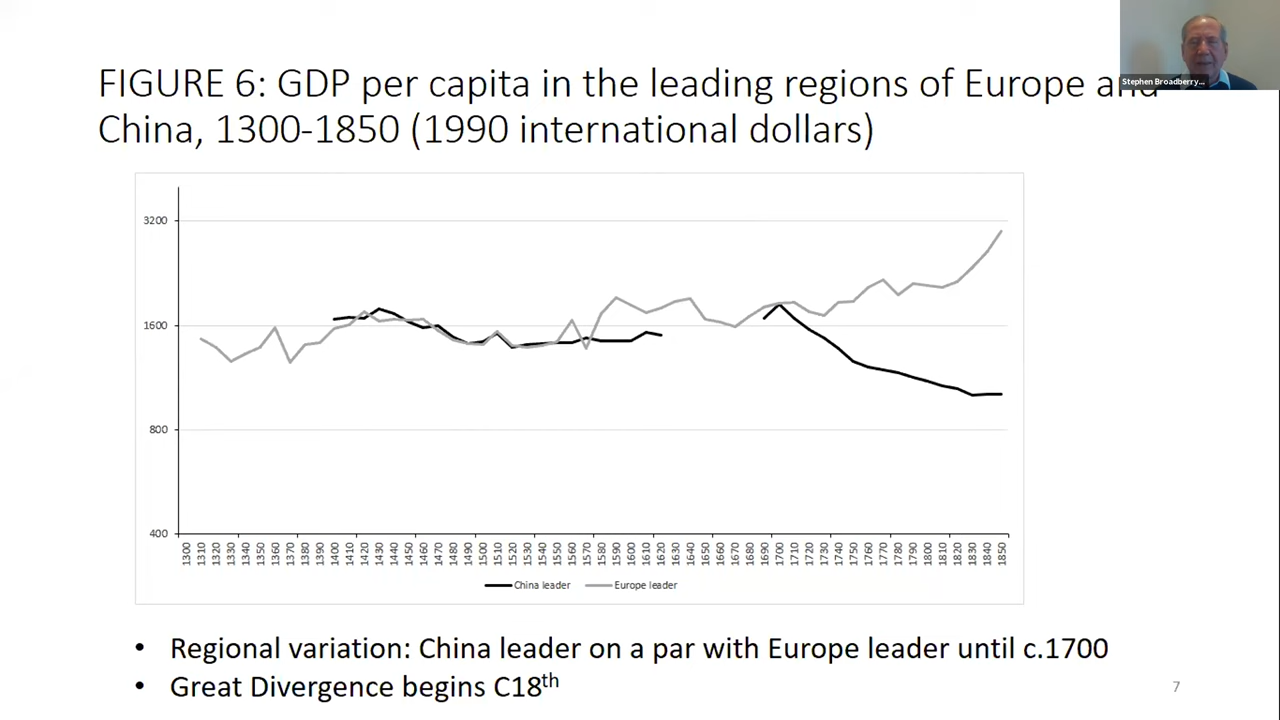 FIGURE 6: GDP per capita in the leading regions of Europe and
China, 1300-1850 (1990 international dollars)
Stephen Broadberry...
3200
1600
800
400
1300 1310 1320 1330 1340 1350 1360 1370 1380 1390 1400 1410 1420 1430 1440 1450 1460 1470 1480 1490 1500 1510 1520 1530 1540 1550 1560 1570 1580 1590 1600 1610 1620 1630 1640 1650 1660 1670 1680 1690 1700 1710 1720 1730 1740 1750 1760 1770 1780 1790 1800 1810 1820 1830 1840 1850
China leader Europe leader
• Regional variation: China leader on a par with Europe leader until c.1700
• Great Divergence begins C18th
7